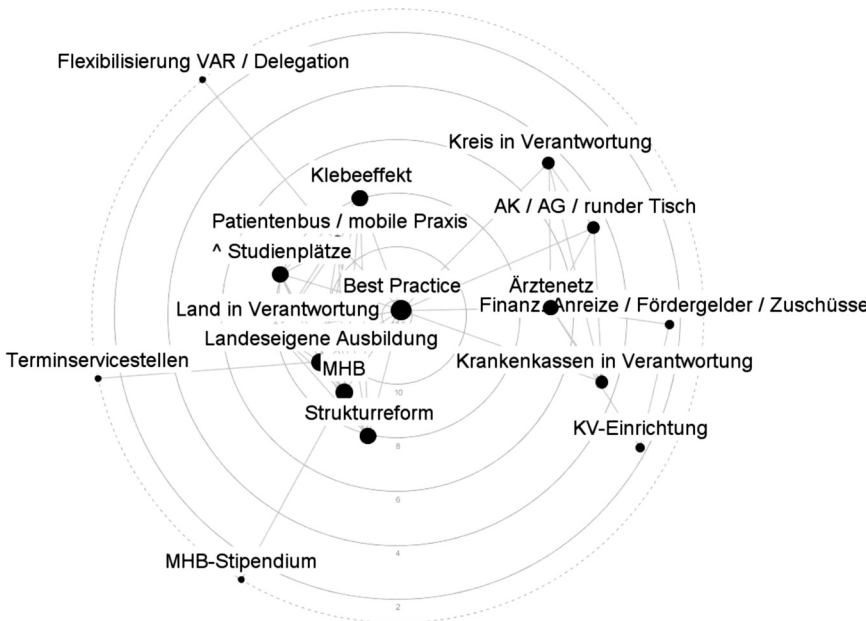 Flexibilisierung VAR / Delegation
Kreis in Verantwortung
Klebeeffekt
AK / AG / runder Tisch
Patientenbus / mobile Praxis
^ Studienplätze
Best Practice
Ärztenetz
Land in Verantwortung
Finanz. Anreize / Fördergelder / Zuschüsse
Landeseigene Ausbildung
Terminservicestellen
MHB
Krankenkassen in Verantwortung
10
Strukturreform
KV-Einrichtung
8
6
4
MHB-Stipendium
2